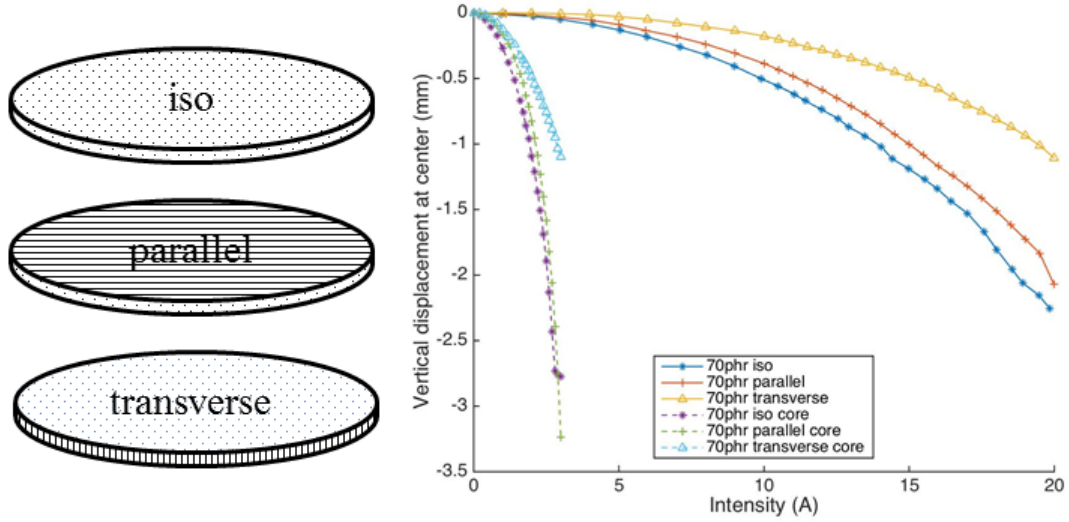 iso
parallel
transverse
Vertical displacement at center (mm)
0
-0.5
-1
-1.5
-2
-2.5
-3
-3.5
0
5
10
15
20
Intensity (A)
70phr iso
70phr parallel
70phr transverse
70phr iso core
70phr parallel core
70phr transverse core